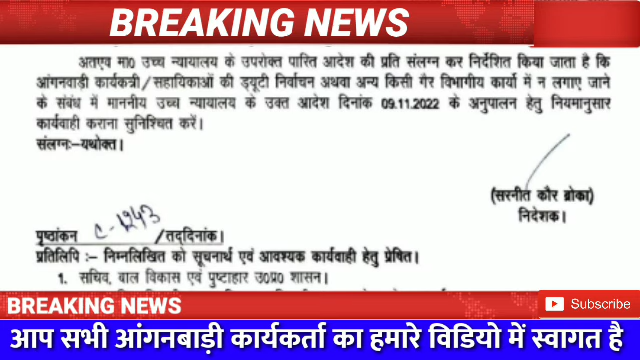 BREAKING NEWS
अतएव मा0 उच्च न्यायालय के उपरोक्त पारित आदेश की प्रति संलग्न कर निर्देशित किया जाता है कि
आंगनवाड़ी कार्यकत्री/सहायिकाओं की ड्यूटी निर्वाचन अथवा अन्य किसी गैर विभागीय कार्यो में न लगाए जाने
के संबंध में माननीय उच्च न्यायालय के उक्त आदेश दिनांक 09.11.2022 के अनुपालन हेतु नियमानुसार
कार्यवाही कराना सुनिश्चित करें।
संलग्नः-यथोक्त।
(सरनीत कौर ब्रोका)
निदेशक।
पृष्ठांकन C-1243 /तद्दिनांक।
प्रतिलिपि :- निम्नलिखित को सूचनार्थ एवं आवश्यक कार्यवाही हेतु प्रेषित।
1. सचिव, बाल विकास एवं पुष्टाहार उ0प्र0 शासन।
BREAKING NEWS
Subscribe
आप सभी आंगनबाड़ी कार्यकर्ता का हमारे विडियो में स्वागत है